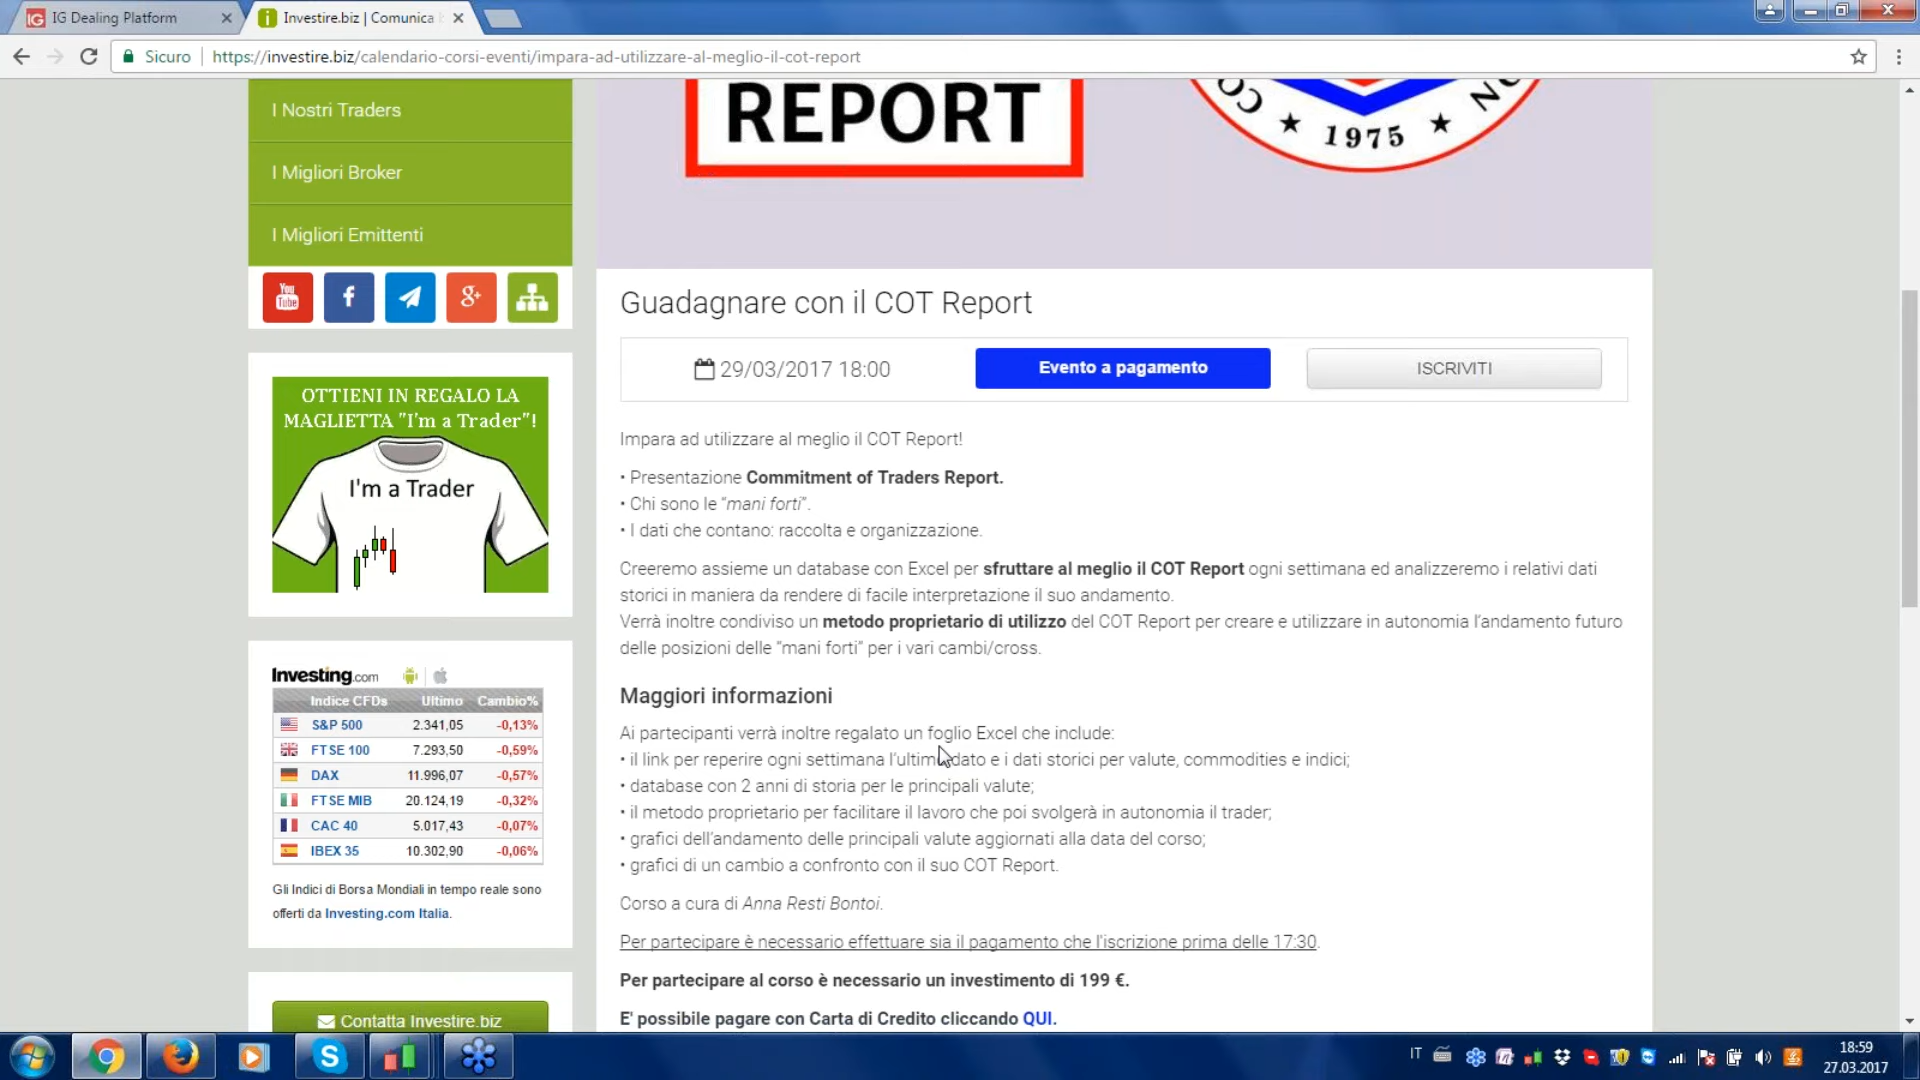 IG Dealing Platform
Investire.biz | Comunica
Sicuro
https://investire.biz/calendario-corsi-eventi/impara-ad-utilizzare-al-meglio-il-cot-report
I Nostri Traders
I Migliori Broker
I Migliori Emittenti
You
Tube
OTTIENI IN REGALO LA
MAGLIETTA "I'm a Trader"!
I'm a Trader
Investing.com
Indice CFDs Ultimo Cambio%
S&P 500 2.341,05 -0,13%
FTSE 100 7.293,50 -0,59%
DAX 11.996,07 -0,57%
FTSE MIB 20.124,19 -0,32%
CAC 40 5.017,43 -0,07%
IBEX 35 10.302,90 -0,06%
Gli Indici di Borsa Mondiali in tempo reale sono
offerti da Investing.com Italia.
Contatta Investire.biz
REPORT
★ 1975 ★
Guadagnare con il COT Report
29/03/2017 18:00
Evento a pagamento
ISCRIVITI
Impara ad utilizzare al meglio il COT Report!
• Presentazione Commitment of Traders Report.
• Chi sono le “mani forti”.
• I dati che contano: raccolta e organizzazione.
Creeremo assieme un database con Excel per sfruttare al meglio il COT Report ogni settimana ed analizzeremo i relativi dati
storici in maniera da rendere di facile interpretazione il suo andamento.
Verrà inoltre condiviso un metodo proprietario di utilizzo del COT Report per creare e utilizzare in autonomia l’andamento futuro
delle posizioni delle “mani forti” per i vari cambi/cross.
Maggiori informazioni
Ai partecipanti verrà inoltre regalato un foglio Excel che include:
• il link per reperire ogni settimana l’ultimo dato e i dati storici per valute, commodities e indici;
• database con 2 anni di storia per le principali valute;
• il metodo proprietario per facilitare il lavoro che poi svolgerà in autonomia il trader;
• grafici dell’andamento delle principali valute aggiornati alla data del corso;
• grafici di un cambio a confronto con il suo COT Report.
Corso a cura di Anna Resti Bontoi.
Per partecipare è necessario effettuare sia il pagamento che l'iscrizione prima delle 17:30.
Per partecipare al corso è necessario un investimento di 199 €.
E' possibile pagare con Carta di Credito cliccando QUI.
IT
18:59
27.03.2017